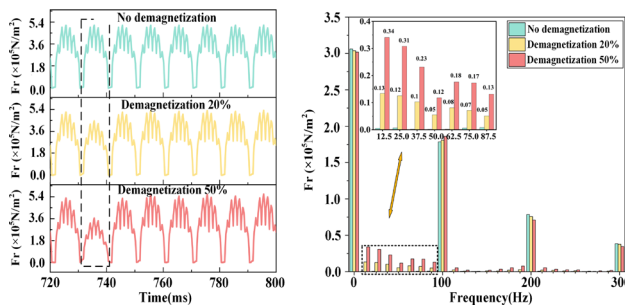 No demagnetization
Fr (×10⁵N/m²)
5.4
3.6
1.8
0.0
Demagnetization 20%
Fr (×10⁵N/m²)
5.4
3.6
1.8
0.0
Demagnetization 50%
Fr (×10⁵N/m²)
5.4
3.6
1.8
0.0
720 740 760 780 800
Time(ms)
Fr (×10⁵N/m²)
3.5
3.0
2.5
2.0
1.5
1.0
0.5
0.0
0.4
0.3
0.2
0.1
0.0
0.34
0.31
0.23
0.18
0.17
0.13 0.12 0.1 0.12 0.13
0.05 0.08 0.07 0.05
12.5 25.0 37.5 50.0 62.5 75.0 87.5
No demagnetization
Demagnetization 20%
Demagnetization 50%
0 100 200 300
Frequency(Hz)